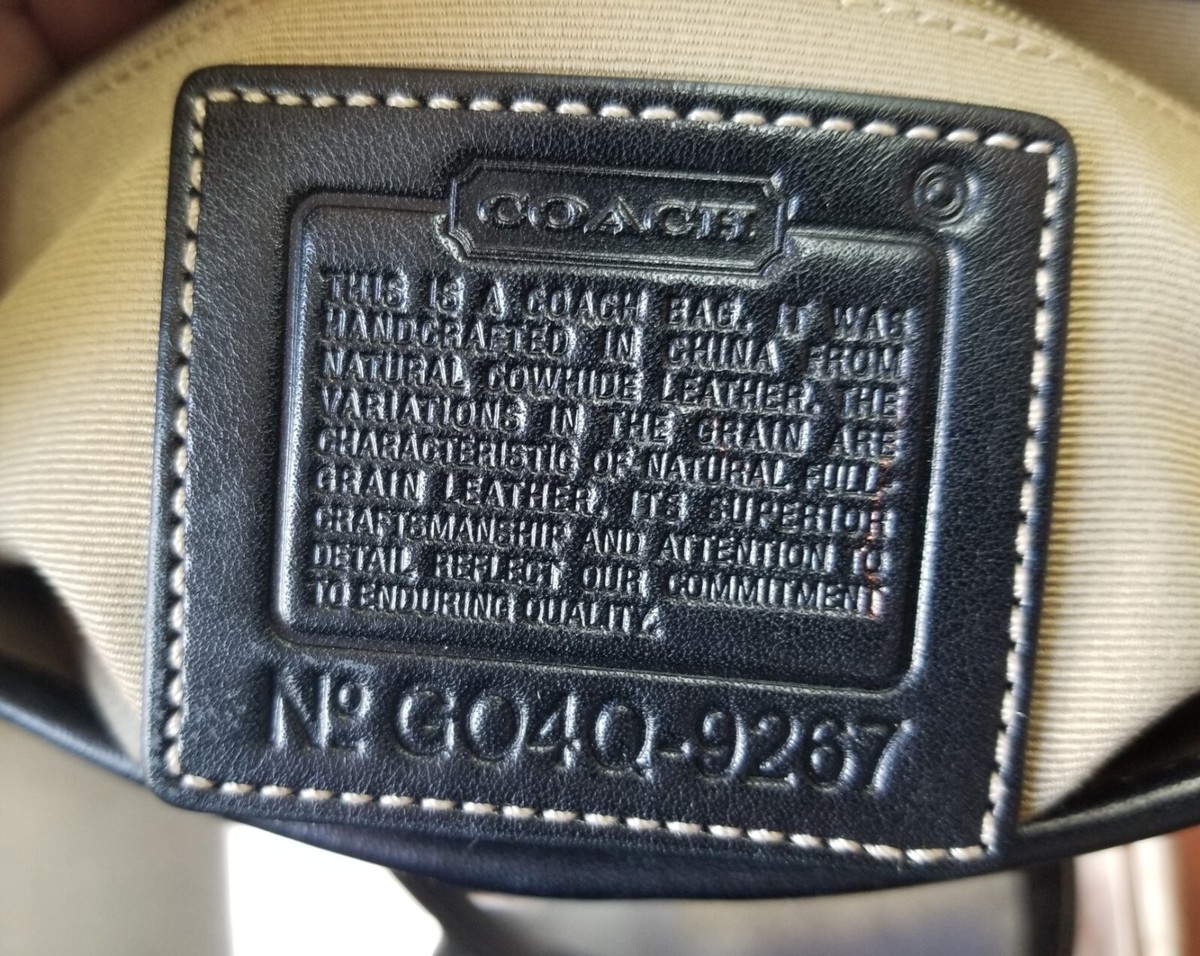 COACH
THIS IS A COACH BAG. IT WAS
HANDCRAFTED IN CHINA FROM
NATURAL COWHIDE LEATHER. THE
VARIATIONS IN THE GRAIN ARE
CHARACTERISTIC OF NATURAL FULL
GRAIN LEATHER. ITS SUPERIOR
CRAFTSMANSHIP AND ATTENTION TO
DETAIL REFLECT OUR COMMITMENT
TO ENDURING QUALITY.
Nº GO4Q-9267